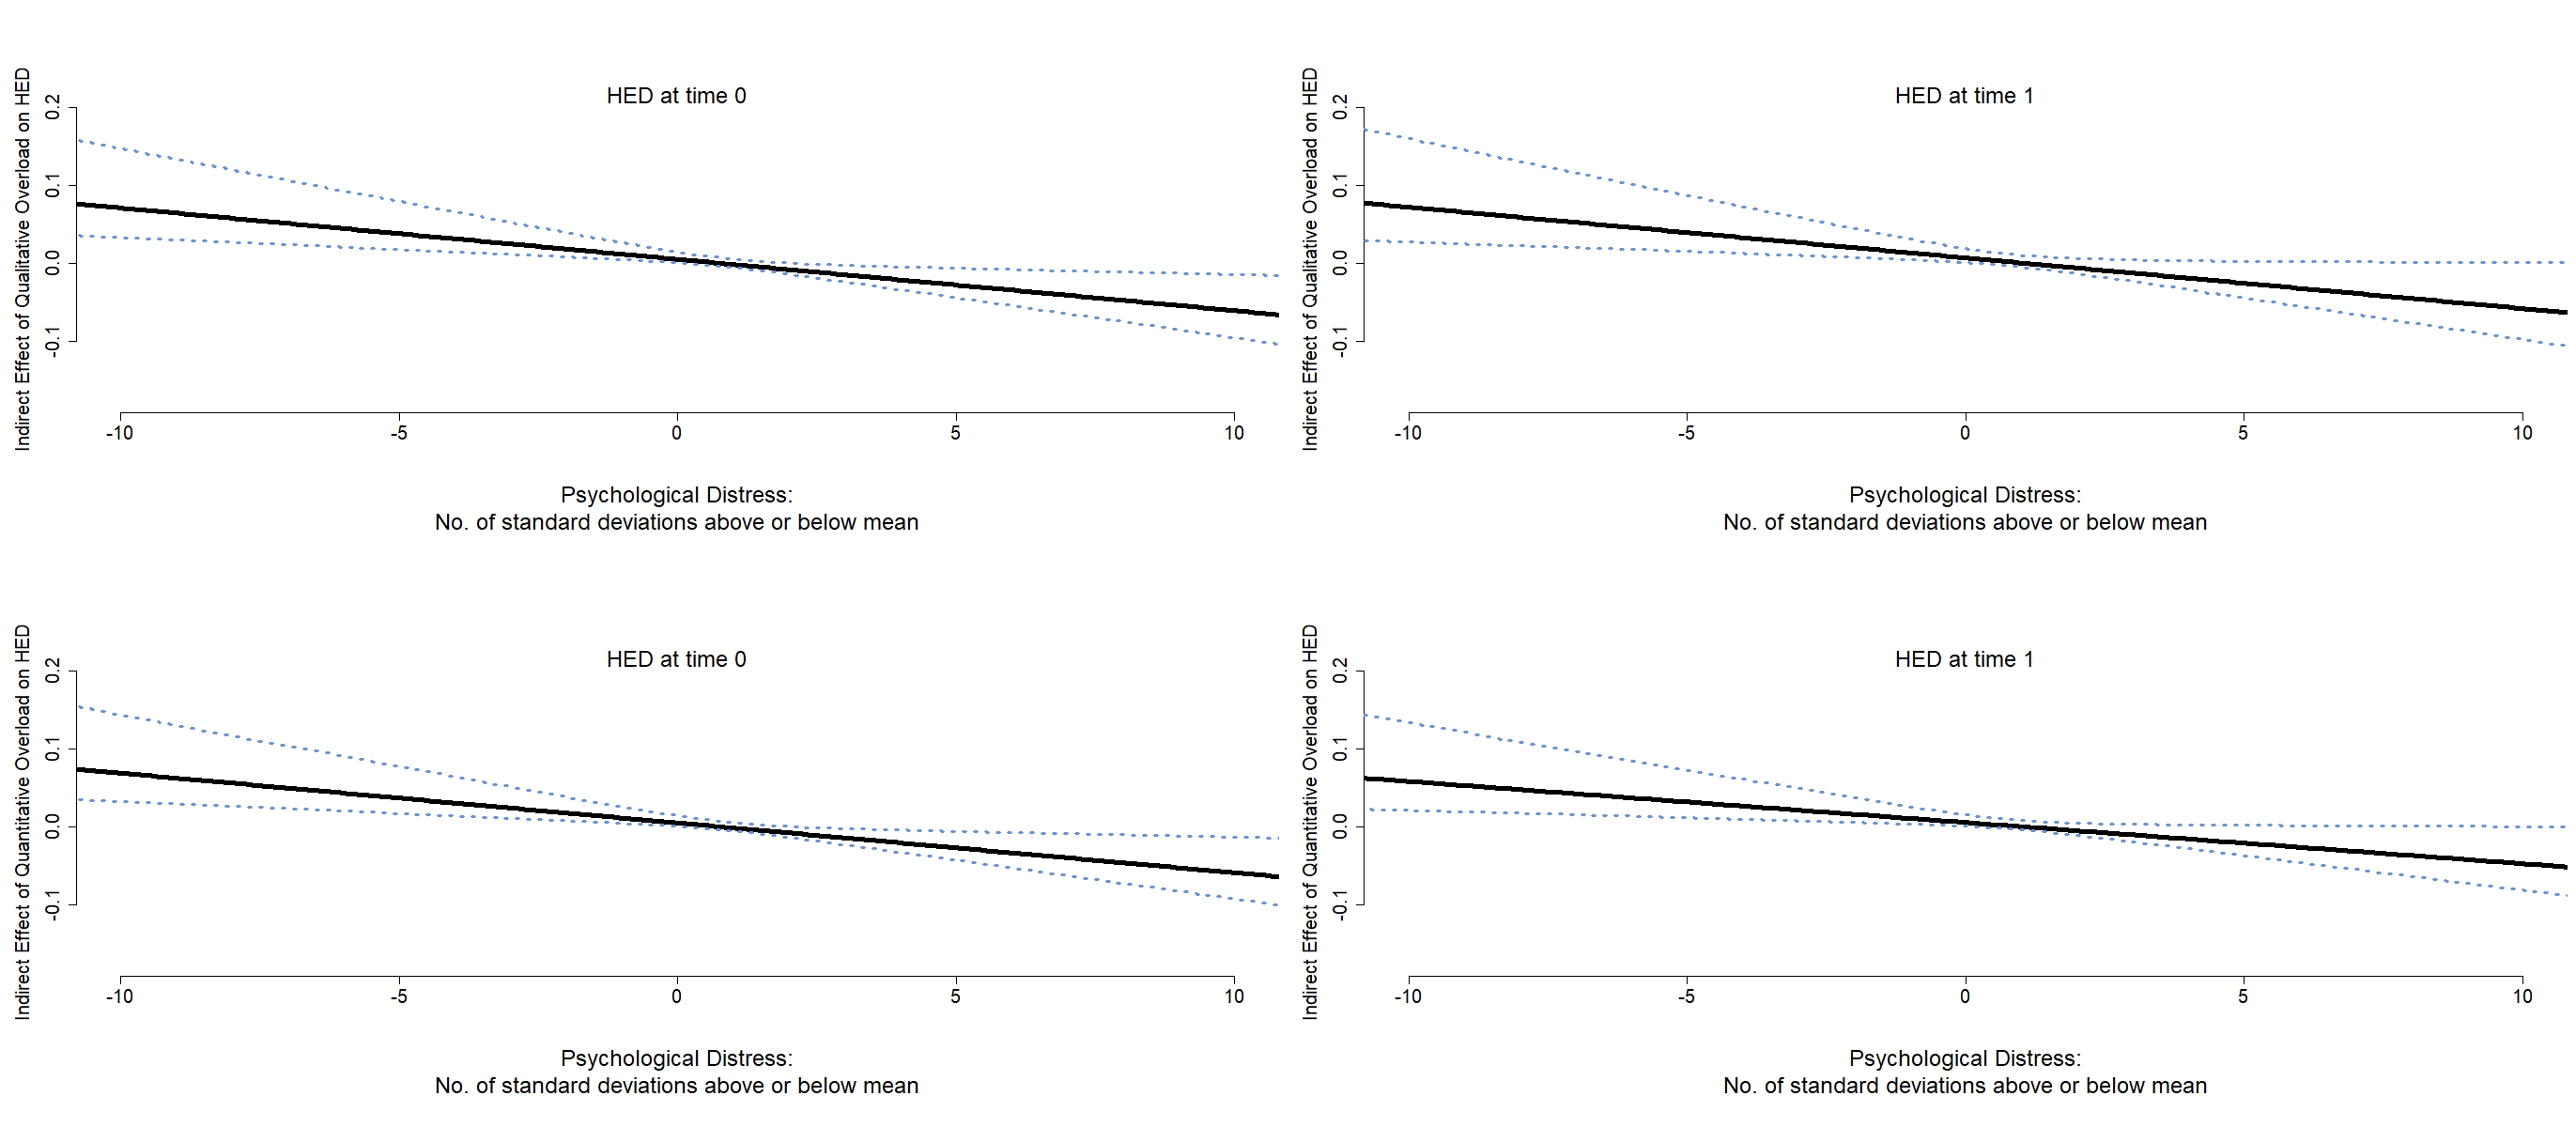 HED at time 0
Indirect Effect of Qualitative Overload on HED
0.2
0.1
0.0
-0.1
-10 -5 0 5 10
Psychological Distress:
No. of standard deviations above or below mean
HED at time 1
Indirect Effect of Qualitative Overload on HED
0.2
0.1
0.0
-0.1
-10 -5 0 5 10
Psychological Distress:
No. of standard deviations above or below mean
HED at time 0
Indirect Effect of Quantitative Overload on HED
0.2
0.1
0.0
-0.1
-10 -5 0 5 10
Psychological Distress:
No. of standard deviations above or below mean
HED at time 1
Indirect Effect of Quantitative Overload on HED
0.2
0.1
0.0
-0.1
-10 -5 0 5 10
Psychological Distress:
No. of standard deviations above or below mean